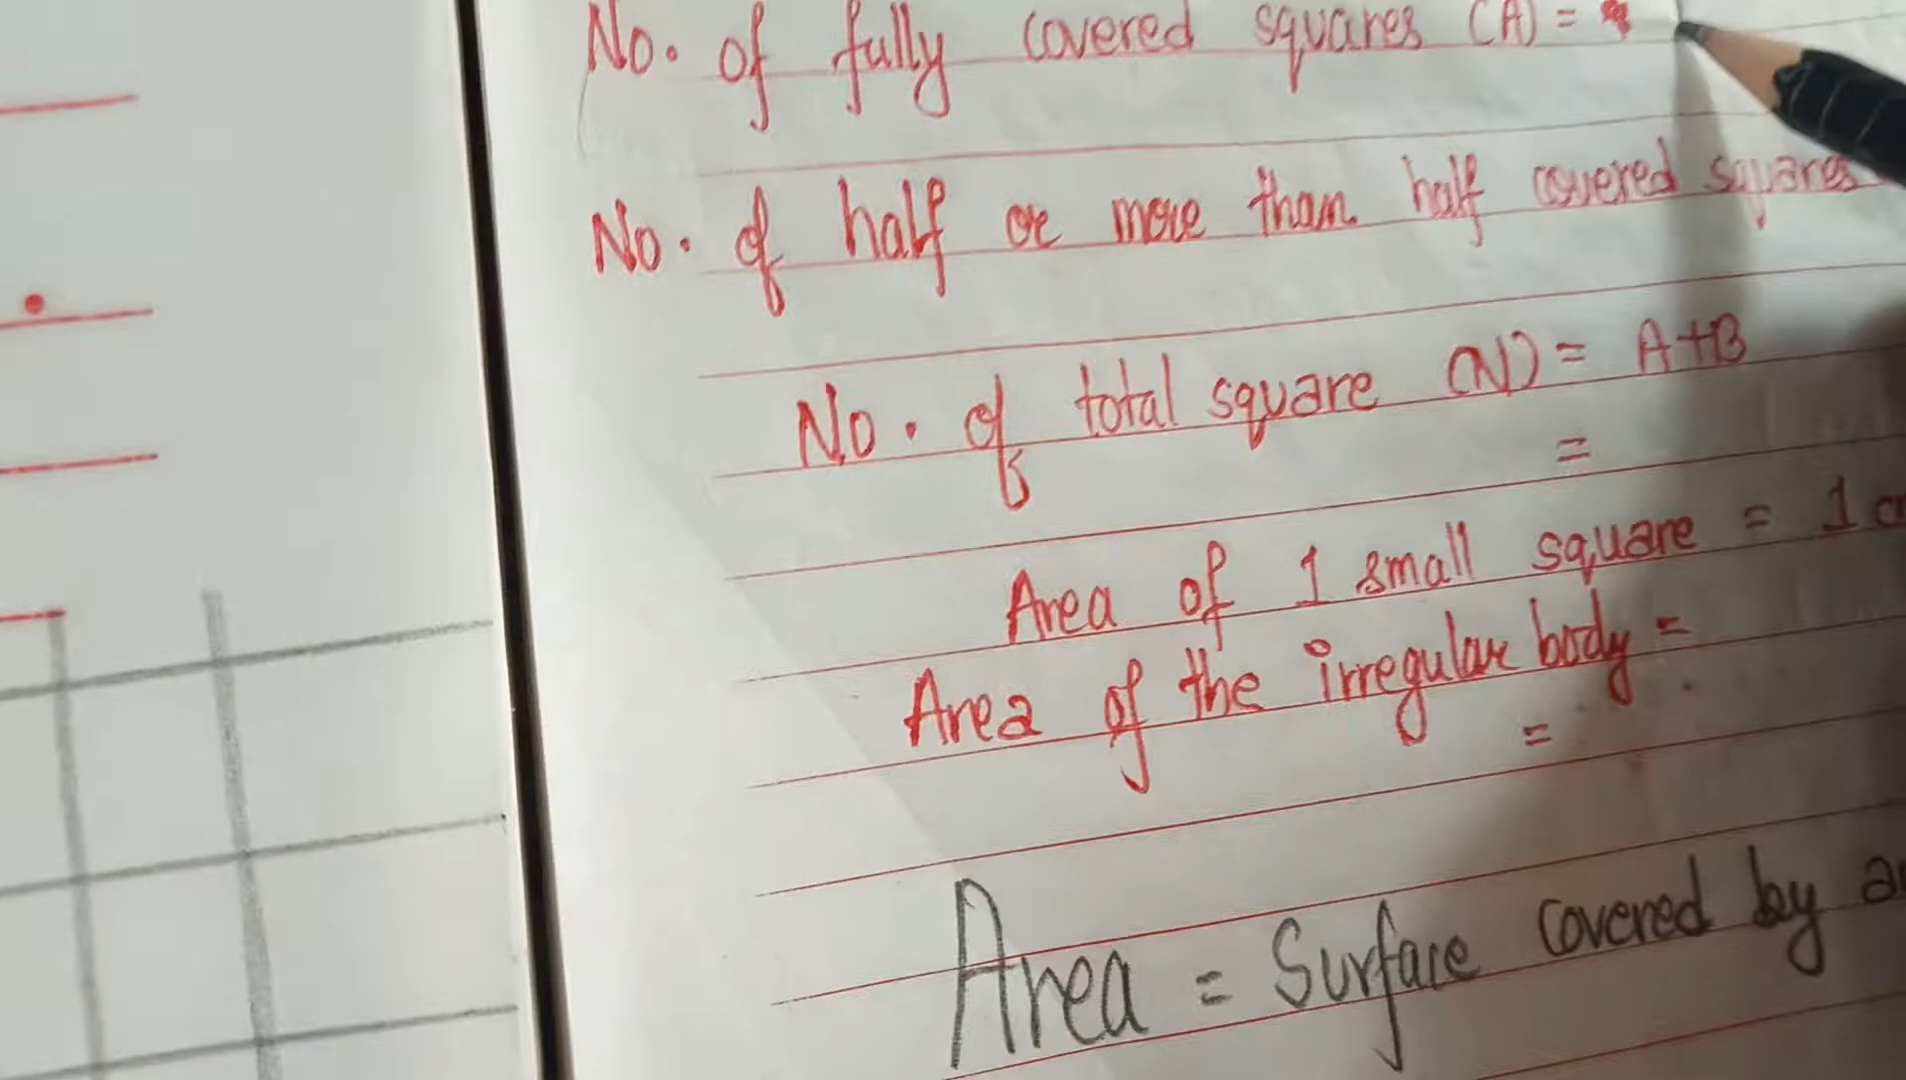 No. of fully covered squares (A) =
No. of half or more than half covered squares
No. of total square (N) = A+B
=
Area of 1 small square = 1
Area of the irregular body =
=
Area = Surface covered by